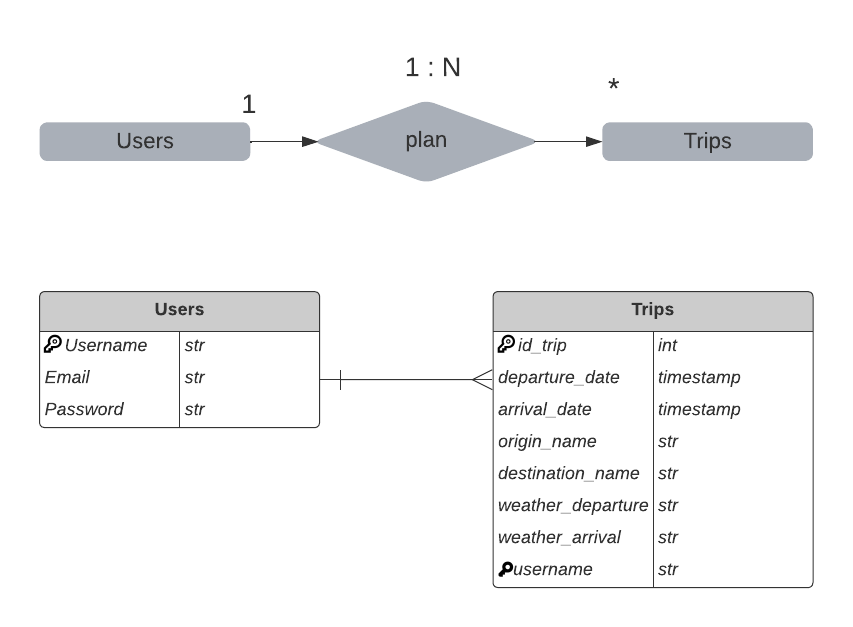 1 : N
1
*
Users
plan
Trips
Users
Username str
Email str
Password str
Trips
id_trip int
departure_date timestamp
arrival_date timestamp
origin_name str
destination_name str
weather_departure str
weather_arrival str
username str